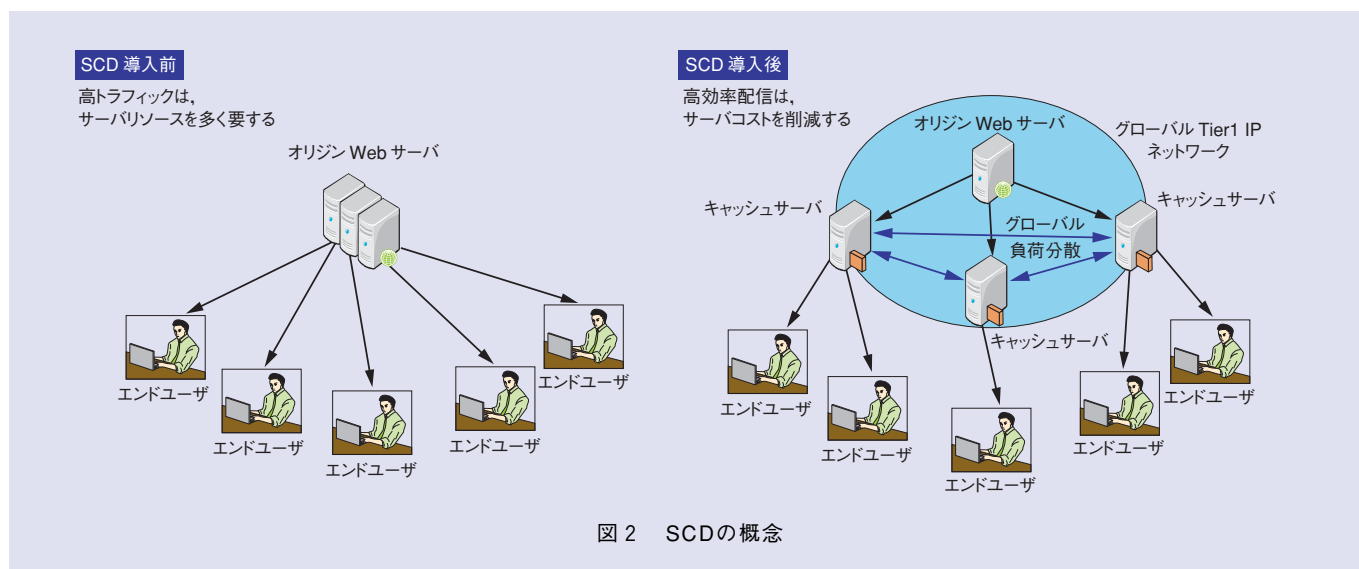 SCD 導入前
高トラフィックは,
サーバリソースを多く要する
オリジン Web サーバ
エンドユーザ
エンドユーザ
エンドユーザ
エンドユーザ
エンドユーザ
SCD 導入後
高効率配信は,
サーバコストを削減する
オリジン Web サーバ
グローバル Tier1 IP
ネットワーク
キャッシュサーバ
キャッシュサーバ
グローバル
負荷分散
キャッシュサーバ
エンドユーザ
エンドユーザ
エンドユーザ
エンドユーザ
エンドユーザ
図 2 SCDの概念